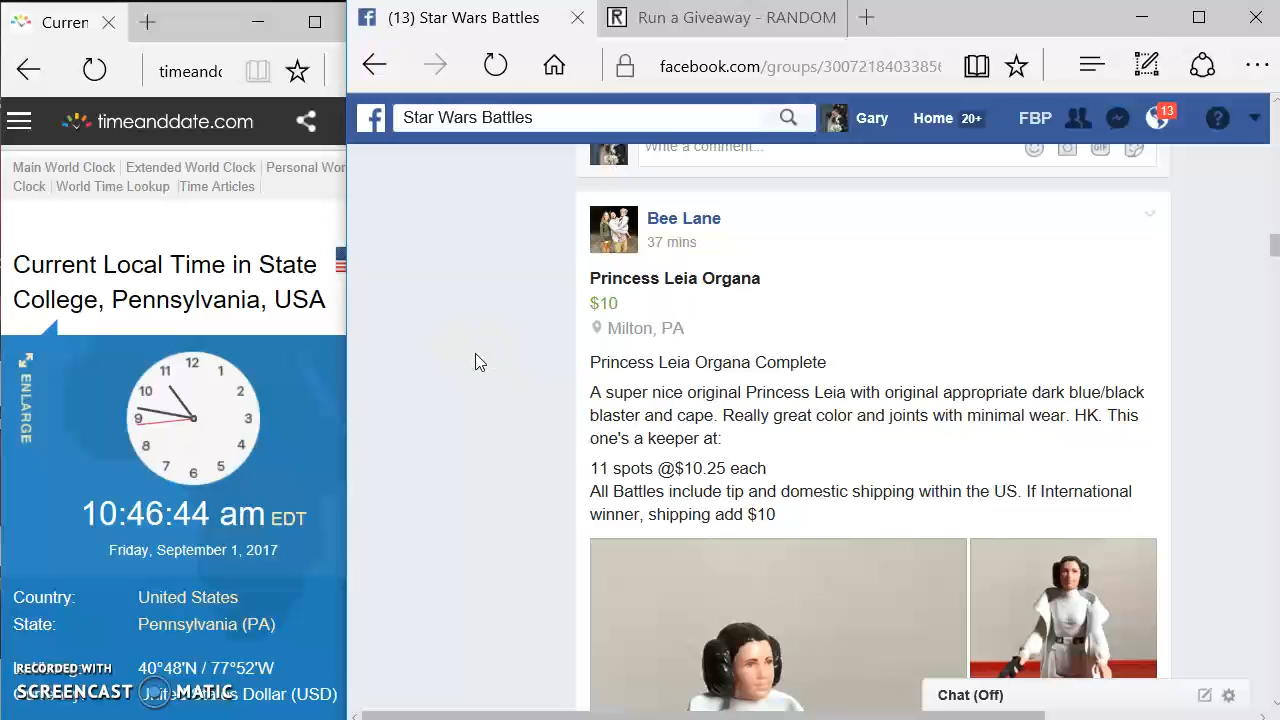 Curren
timeandc
timeanddate.com
Main World Clock Extended World Clock Personal Wor
Clock World Time Lookup Time Articles
Current Local Time in State
College, Pennsylvania, USA
ENLARGE
12
1
2
3
4
5
6
7
8
9
10
11
10:46:44 am EDT
Friday, September 1, 2017
Country: United States
State: Pennsylvania (PA)
40°48'N / 77°52'W
Dollar (USD)
RECORDED WITH
SCREENCAST MATIC
(13) Star Wars Battles
R Run a Giveaway - RANDOM
facebook.com/groups/30072184033856
f Star Wars Battles Gary Home 20+ FBP 13
Write a comment...
GIF
Bee Lane
37 mins
Princess Leia Organa
$10
Milton, PA
Princess Leia Organa Complete
A super nice original Princess Leia with original appropriate dark blue/black
blaster and cape. Really great color and joints with minimal wear. HK. This
one's a keeper at:
11 spots @$10.25 each
All Battles include tip and domestic shipping within the US. If International
winner, shipping add $10
Chat (Off)